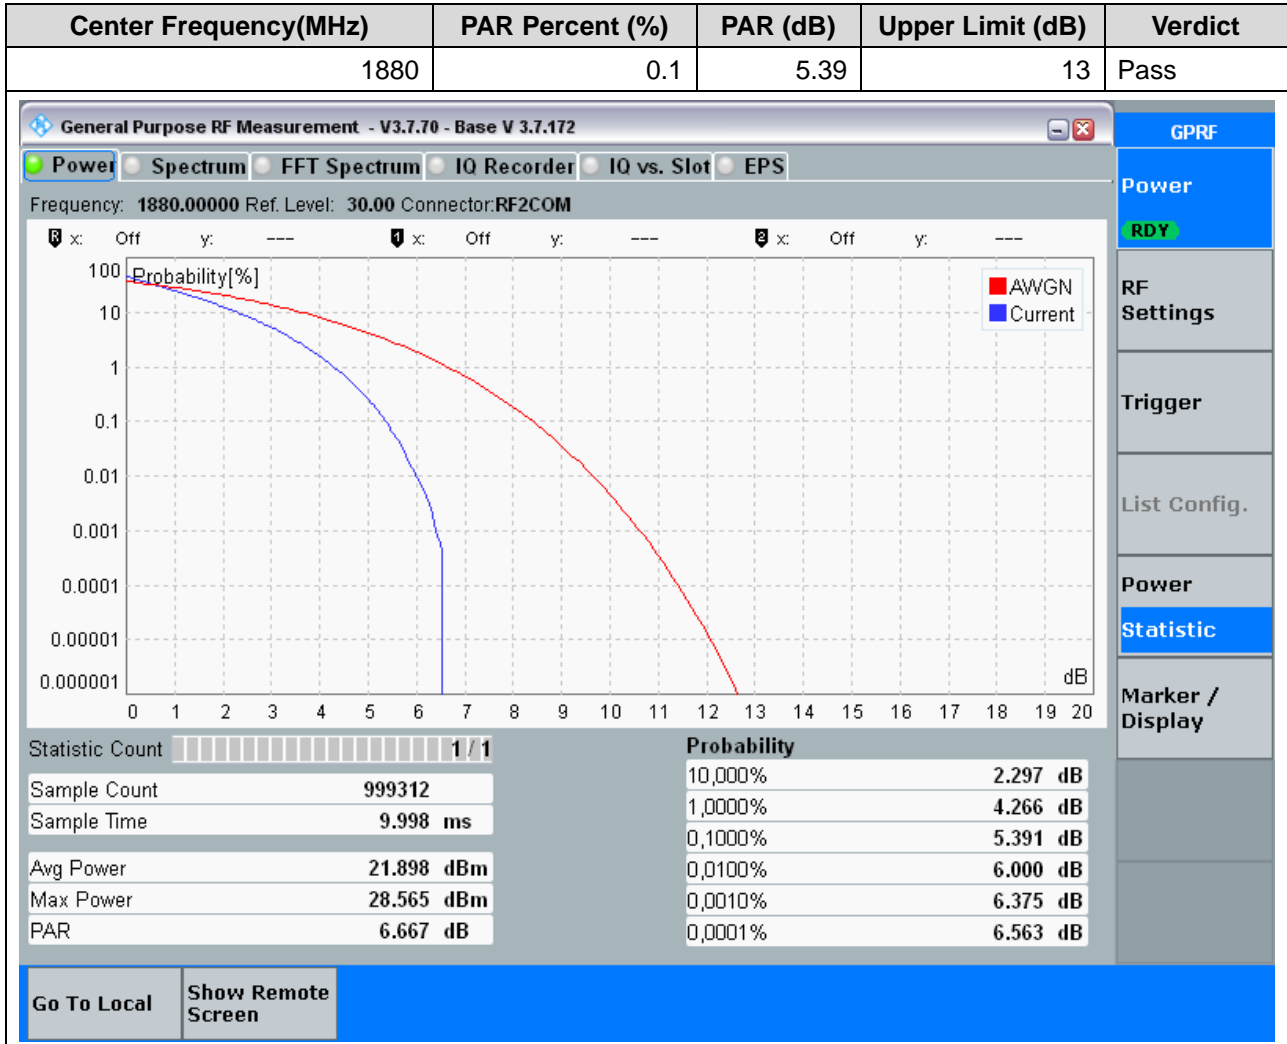 Center Frequency(MHz) PAR Percent (%) PAR (dB) Upper Limit (dB) Verdict
1880 0.1 5.39 13 Pass
General Purpose RF Measurement - V3.7.70 - Base V 3.7.172
GPRF
Power Spectrum FFT Spectrum IQ Recorder IQ vs. Slot EPS
Frequency: 1880.00000 Ref. Level: 30.00 Connector:RF2COM
R x: Off y: --- 1 x: Off y: --- 2 x: Off y: ---
Probability[%]
AWGN
Current
100
10
1
0.1
0.01
0.001
0.0001
0.00001
0.000001
dB
0 1 2 3 4 5 6 7 8 9 10 11 12 13 14 15 16 17 18 19 20
Statistic Count 1 / 1
Sample Count 999312
Sample Time 9.998 ms
Avg Power 21.898 dBm
Max Power 28.565 dBm
PAR 6.667 dB
Probability
10,000% 2.297 dB
1,0000% 4.266 dB
0,1000% 5.391 dB
0,0100% 6.000 dB
0,0010% 6.375 dB
0,0001% 6.563 dB
Power
RDY
RF
Settings
Trigger
List Config.
Power
Statistic
Marker /
Display
Go To Local
Show Remote
Screen